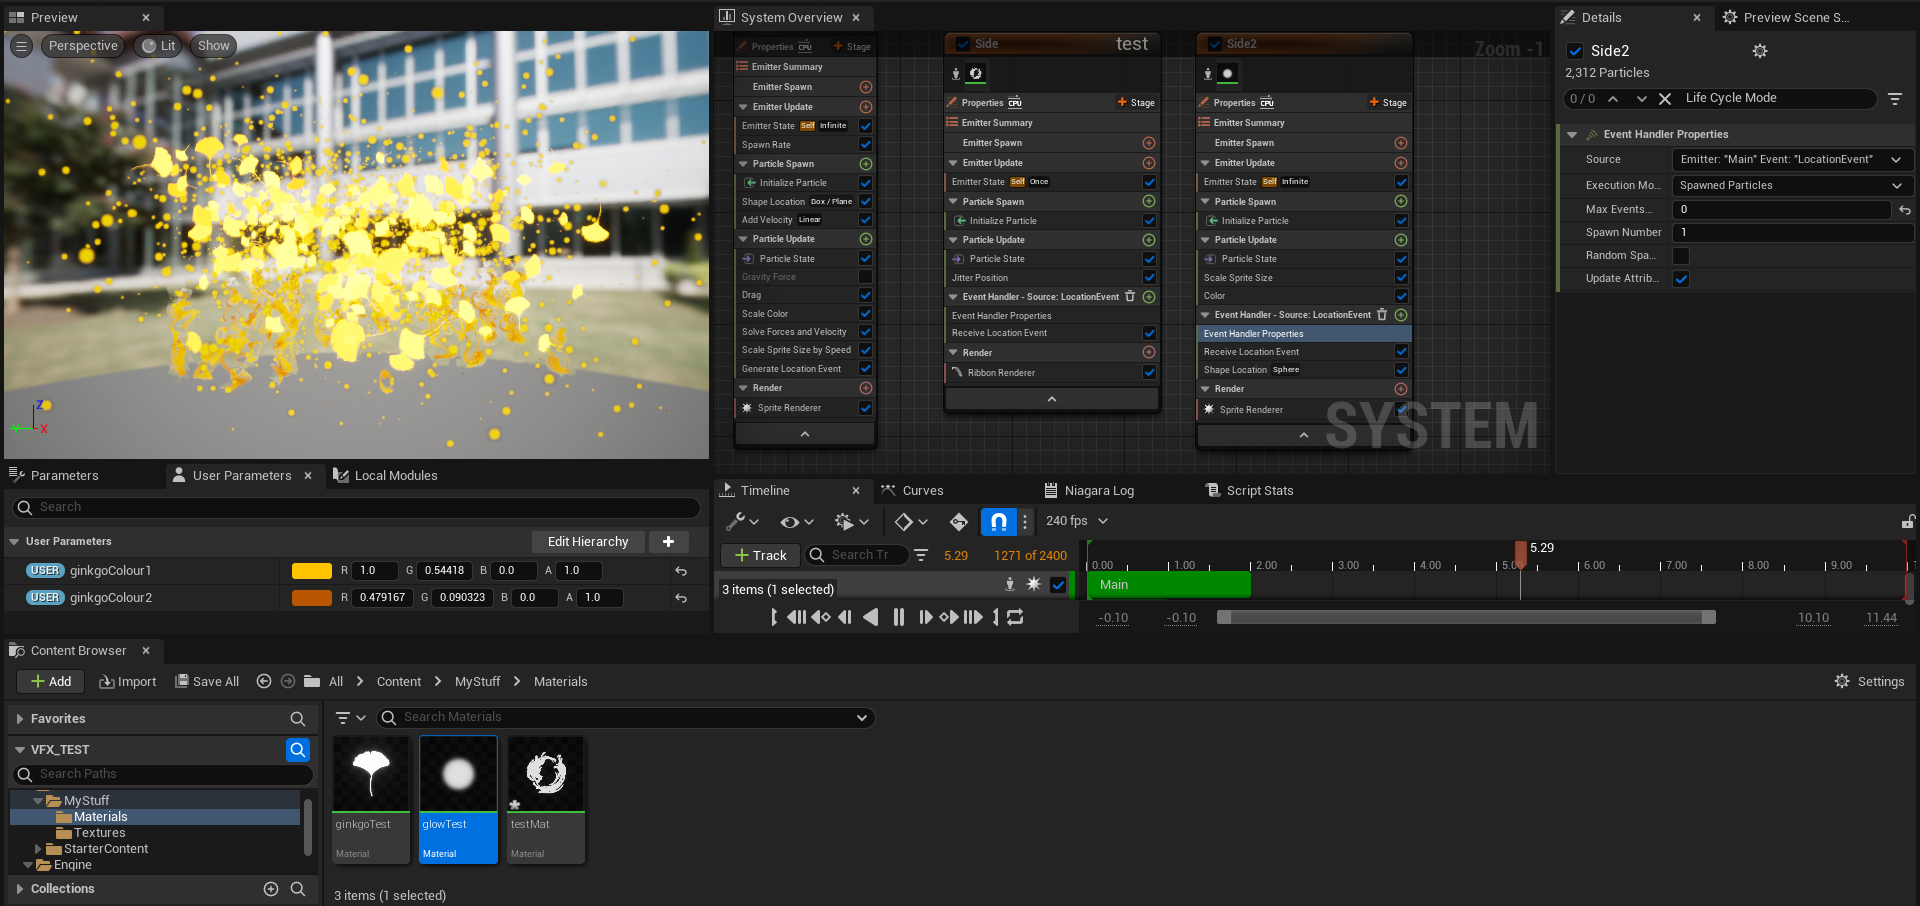 Preview
Perspective
Lit
Show
Z
Y
X
System Overview
test
Zoom -1
Properties CPU
Stage
Emitter Summary
Emitter Spawn
Emitter Update
Emitter State Self Infinite
Spawn Rate
Particle Spawn
Initialize Particle
Shape Location Box / Plane
Add Velocity Linear
Particle Update
Particle State
Gravity Force
Drag
Scale Color
Solve Forces and Velocity
Scale Sprite Size by Speed
Generate Location Event
Render
Sprite Renderer
Side
Properties CPU
Stage
Emitter Summary
Emitter Spawn
Emitter Update
Emitter State Self Once
Particle Spawn
Initialize Particle
Particle Update
Particle State
Jitter Position
Event Handler - Source: LocationEvent
Event Handler Properties
Receive Location Event
Render
Ribbon Renderer
Side2
Properties CPU
Stage
Emitter Summary
Emitter Spawn
Emitter Update
Emitter State Self Infinite
Particle Spawn
Initialize Particle
Particle Update
Particle State
Scale Sprite Size
Color
Event Handler - Source: LocationEvent
Event Handler Properties
Receive Location Event
Shape Location Sphere
Render
Sprite Renderer
SYSTEM
Details
Preview Scene S...
Side2
2,312 Particles
0 / 0
Life Cycle Mode
Event Handler Properties
Source
Emitter: "Main" Event: "LocationEvent"
Execution Mo...
Spawned Particles
Max Events...
0
Spawn Number
1
Random Spa...
Update Attrib...
Parameters
User Parameters
Local Modules
Search
User Parameters
Edit Hierarchy
USER ginkgoColour1
R 1.0 G 0.54418 B 0.0 A 1.0
USER ginkgoColour2
R 0.479167 G 0.090323 B 0.0 A 1.0
Timeline
Curves
Niagara Log
Script Stats
240 fps
Track
Search Tr
5.29
1271 of 2400
5.29
0.00 1.00 2.00 3.00 4.00 5.00 6.00 7.00 8.00 9.00
3 items (1 selected)
Main
-0.10
-0.10
10.10
11.44
Content Browser
Add
Import
Save All
All
Content
MyStuff
Materials
Settings
Favorites
VFX_TEST
Search Paths
MyStuff
Materials
Textures
StarterContent
Engine
Collections
Search Materials
ginkgoTest
Material
glowTest
Material
testMat
Material
3 items (1 selected)